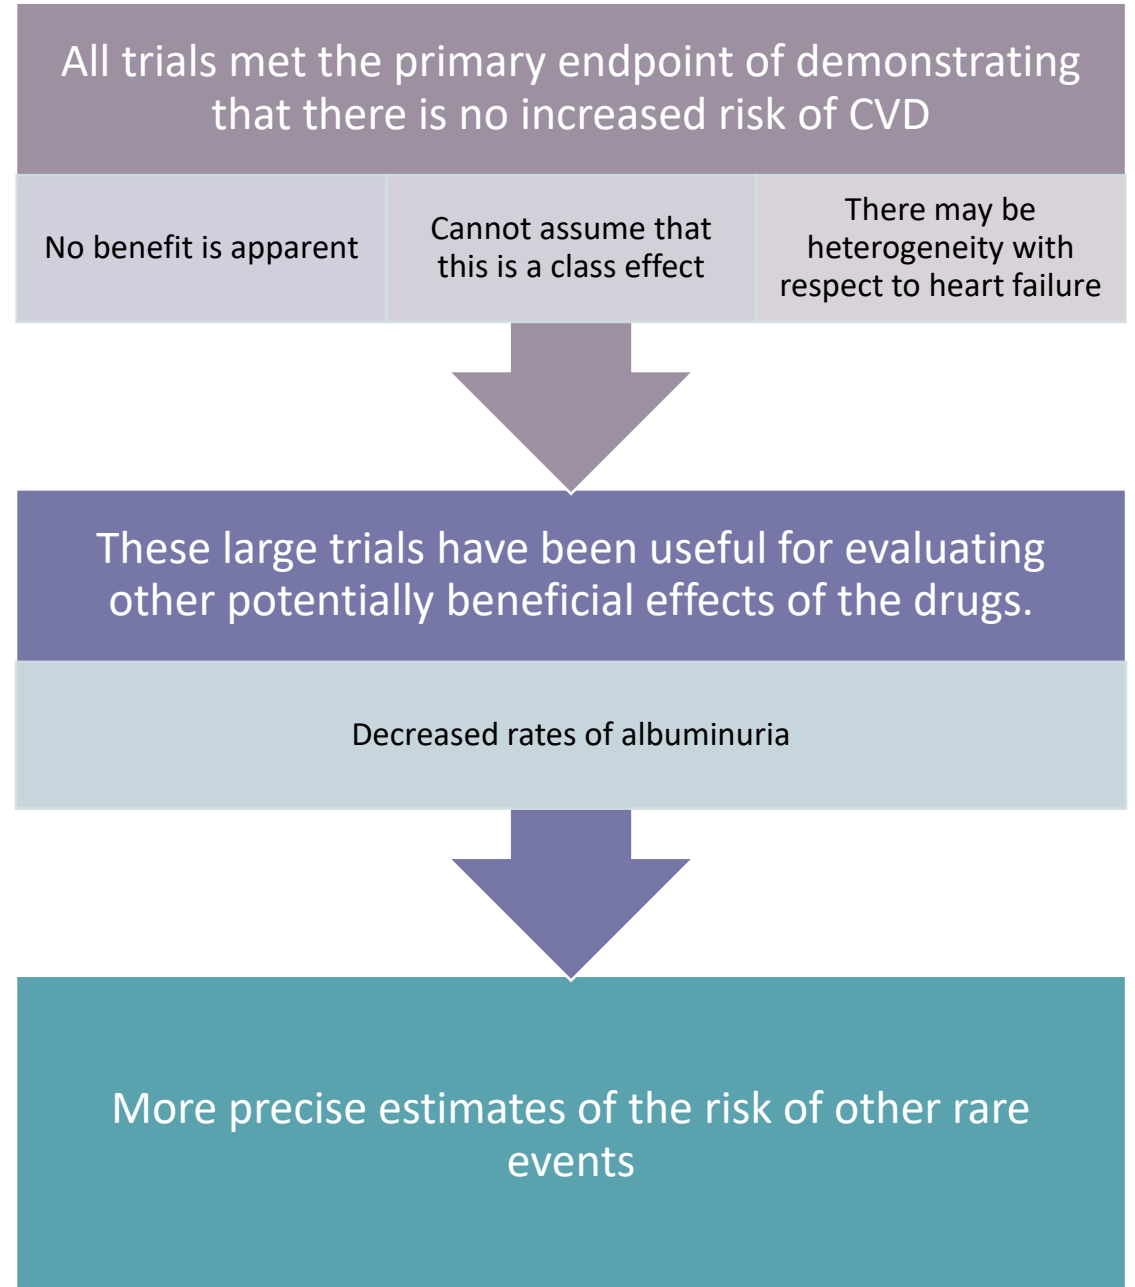 All trials met the primary endpoint of demonstrating
that there is no increased risk of CVD
No benefit is apparent
Cannot assume that
this is a class effect
There may be
heterogeneity with
respect to heart failure
These large trials have been useful for evaluating
other potentially beneficial effects of the drugs.
Decreased rates of albuminuria
More precise estimates of the risk of other rare
events